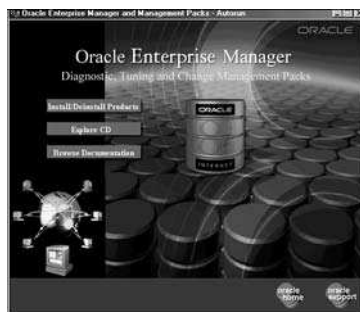 Oracle Enterprise Manager and Management Packs - Autorun
ORACLE
Oracle Enterprise Manager
Diagnostic, Tuning and Change Management Packs
Install/Deinstall Products
Explore CD
Browse Documentation
ORACLE
INTERNET
oracle
home
oracle
support